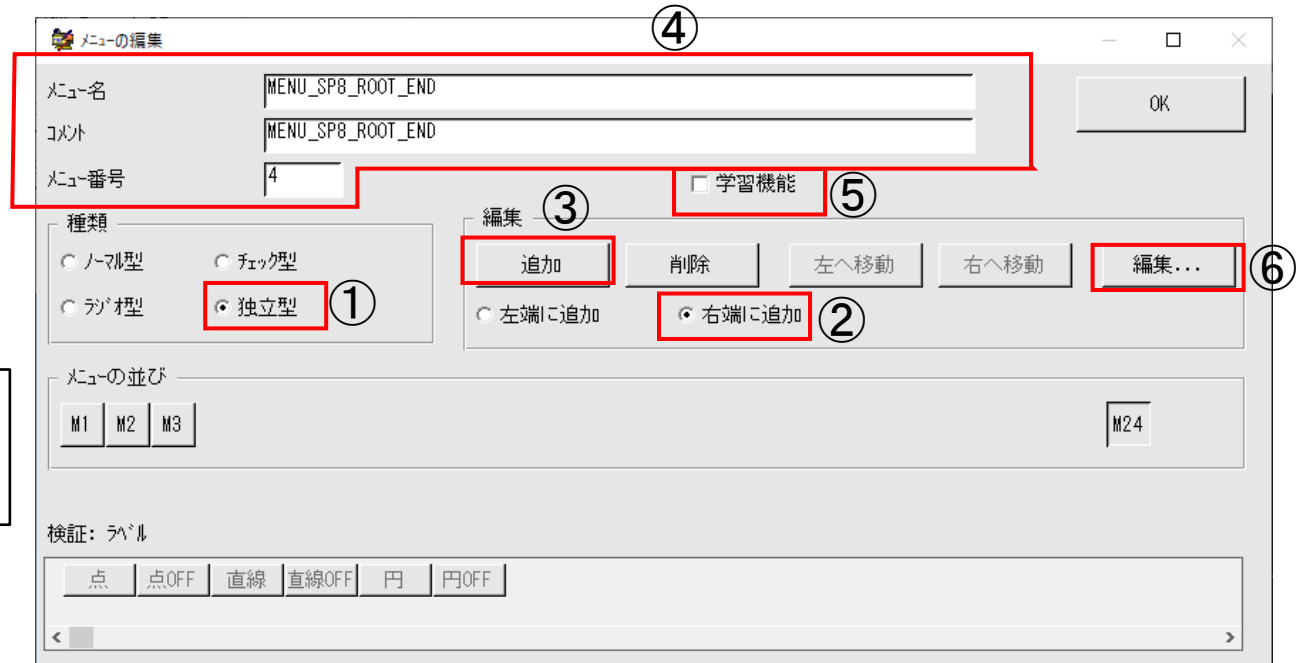 ④
ﾒﾆｭｰの編集
ﾒﾆｭｰ名 MENU_SP8_ROOT_END
OK
ｺﾒﾝﾄ MENU_SP8_ROOT_END
ﾒﾆｭｰ番号 4
学習機能 ⑤
種類
編集 ③
ﾉｰﾏﾙ型 ﾁｪｯｸ型
追加 削除 左へ移動 右へ移動 編集... ⑥
ﾗｼﾞｵ型 独立型 ①
左端に追加 右端に追加 ②
ﾒﾆｭｰの並び
M1 M2 M3 M24
検証: ﾗﾍﾞﾙ
点 点OFF 直線 直線OFF 円 円OFF